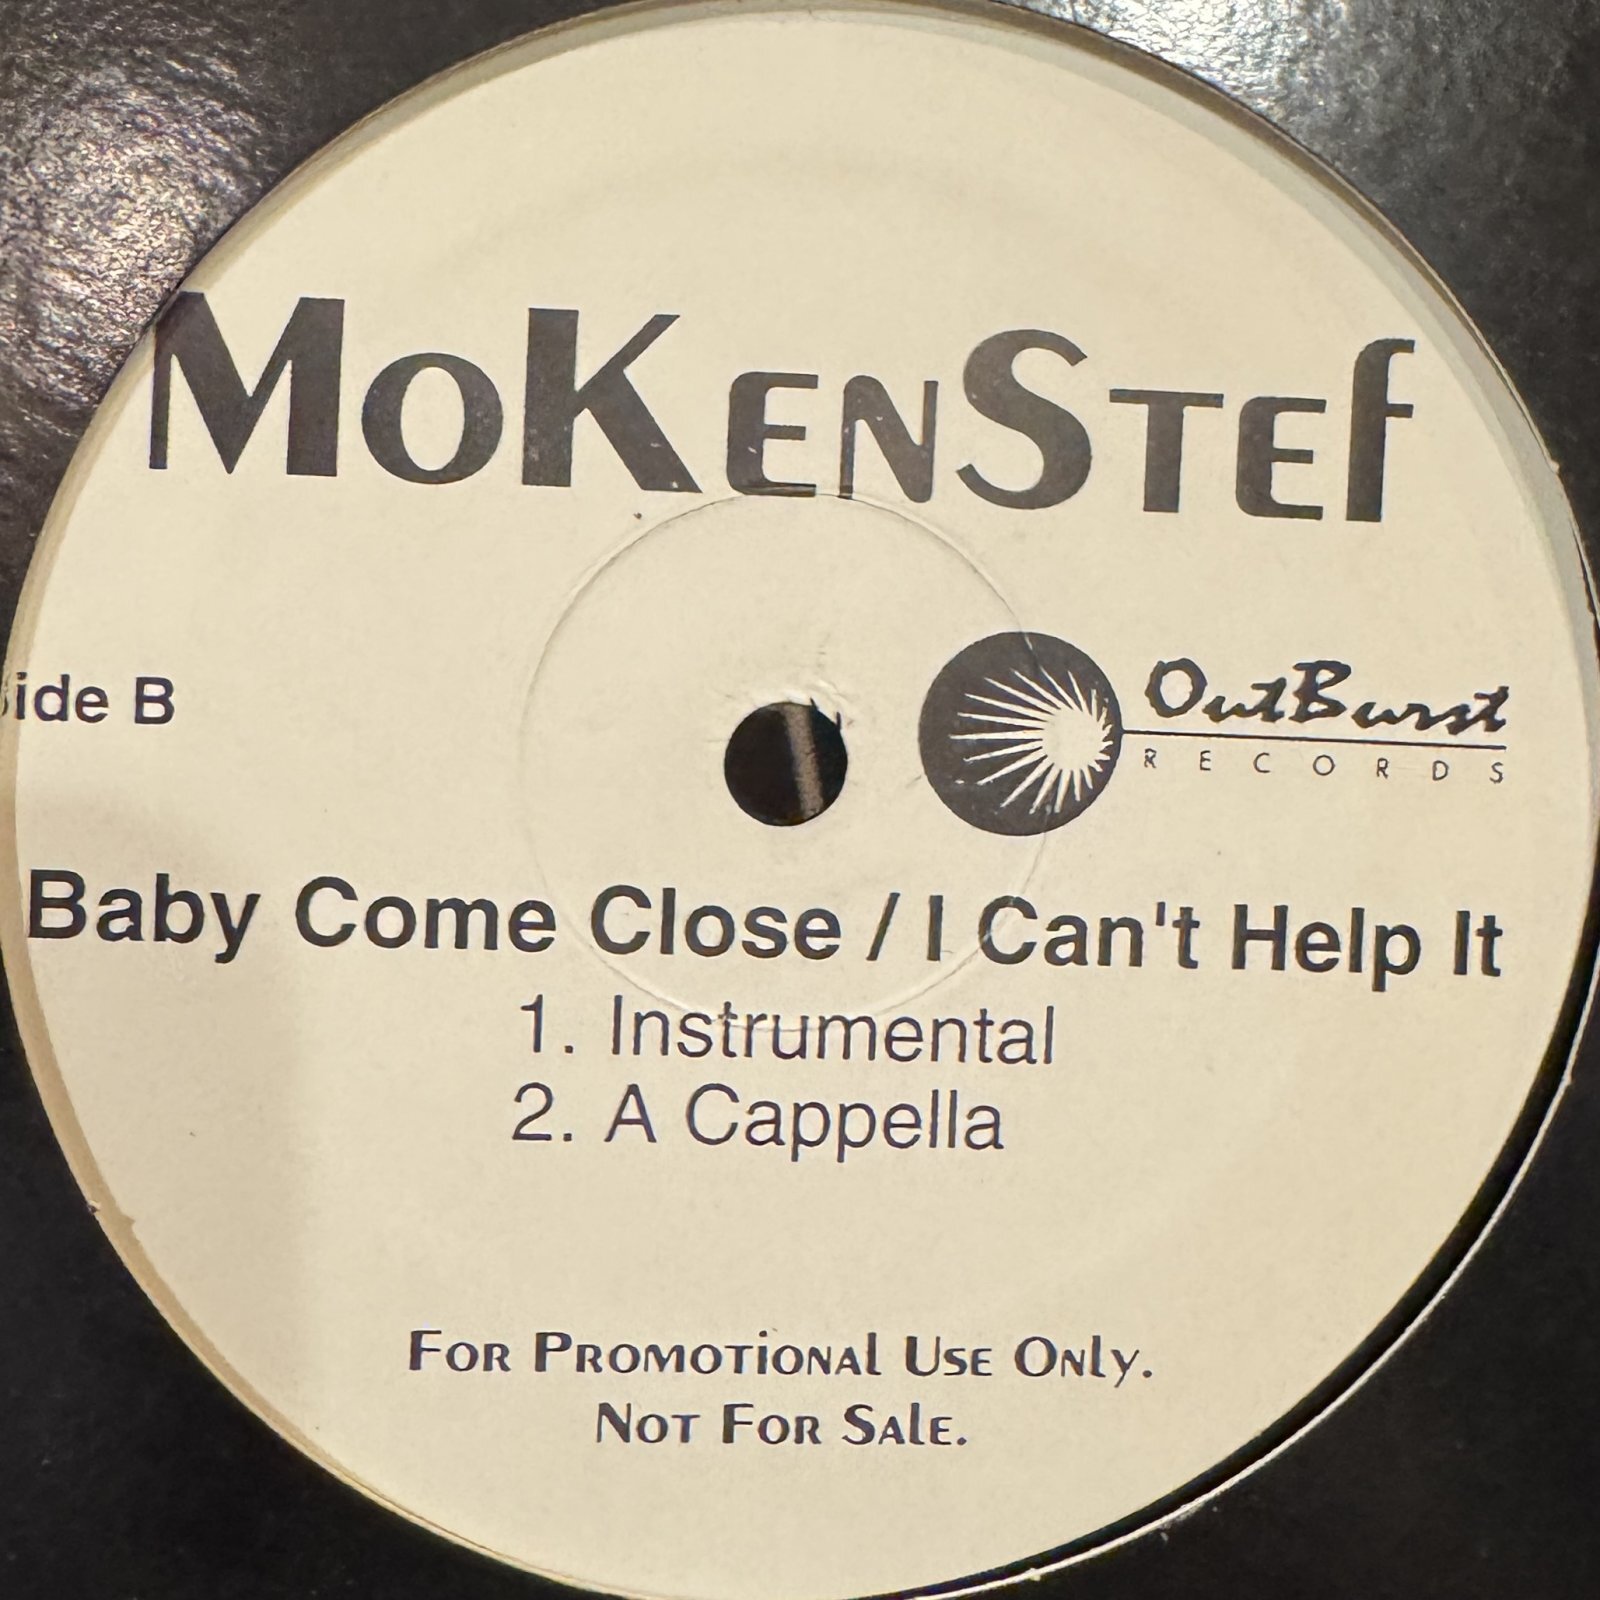 MoKenStef
Side B
OutBurst
RECORDS
Baby Come Close / I Can't Help It
1. Instrumental
2. A Cappella
For Promotional Use Only.
Not For Sale.